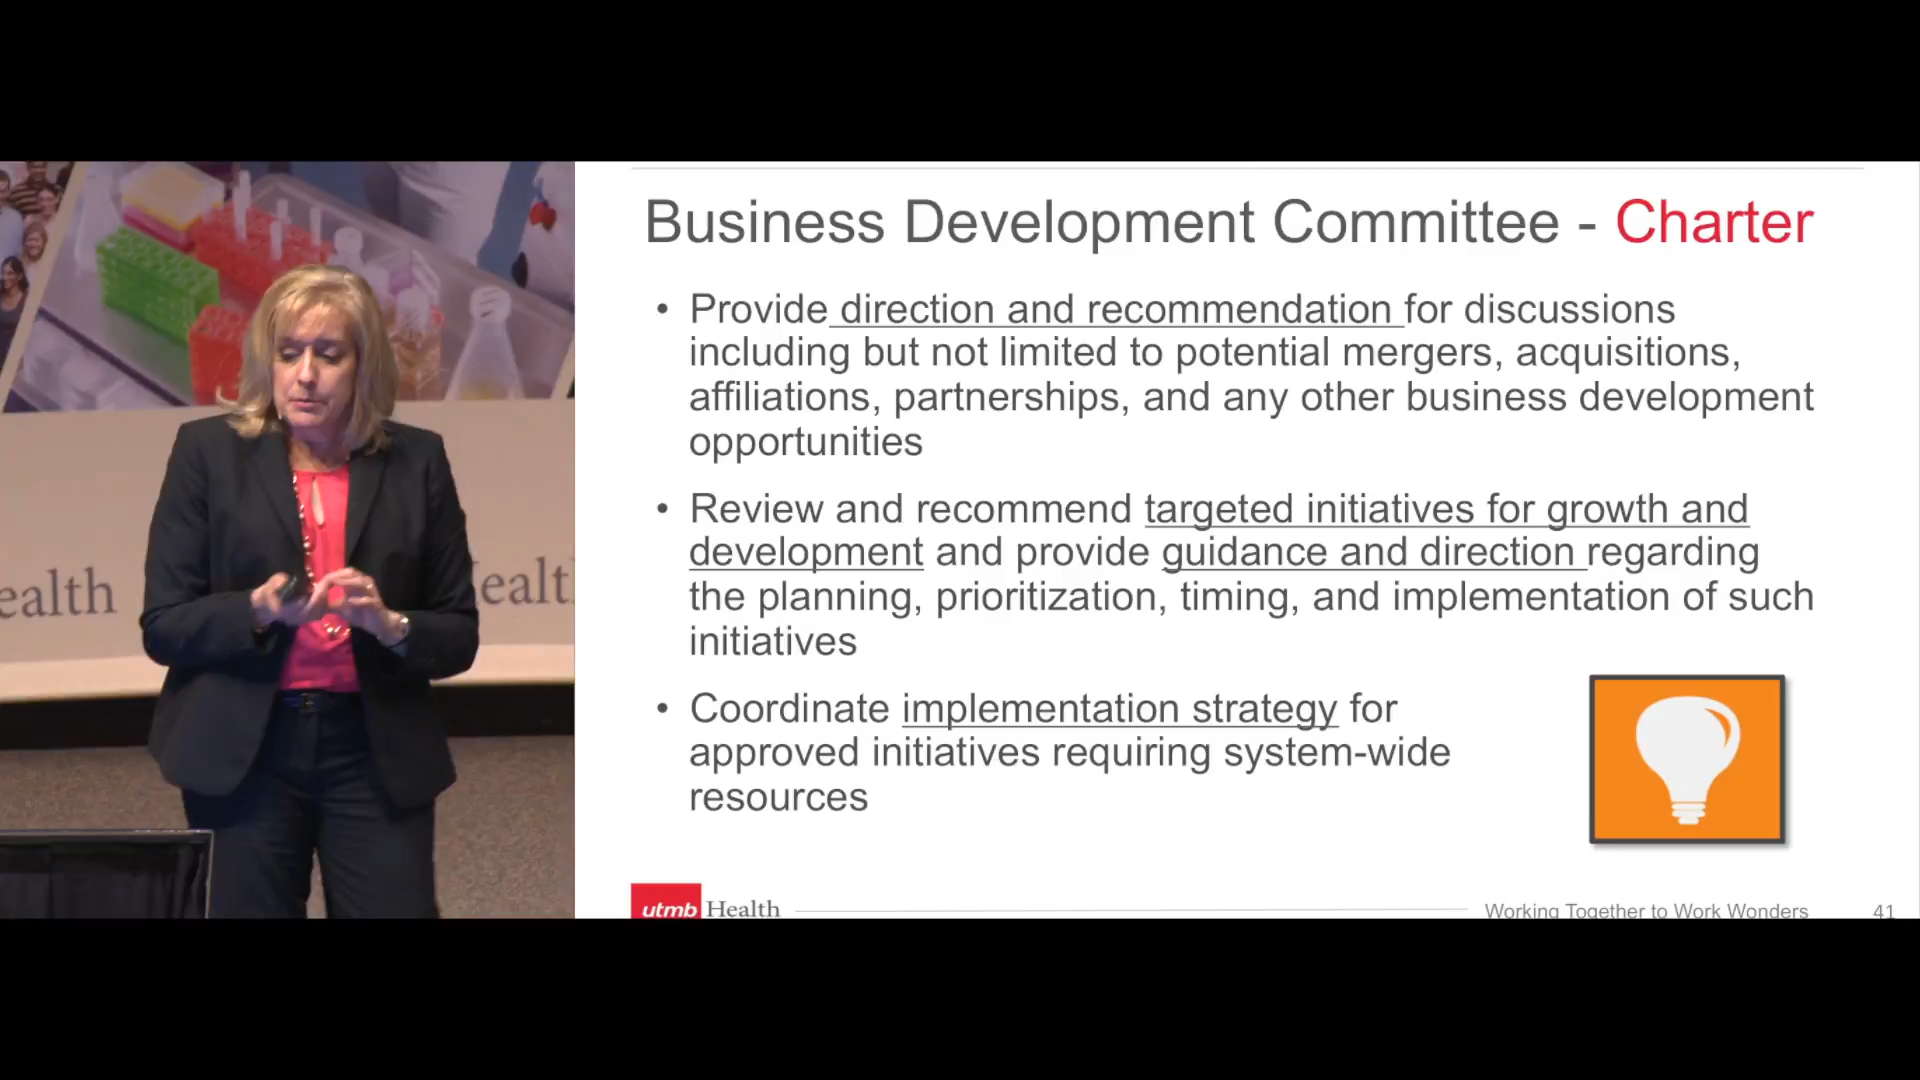 Business Development Committee - Charter
• Provide direction and recommendation for discussions
including but not limited to potential mergers, acquisitions,
affiliations, partnerships, and any other business development
opportunities
• Review and recommend targeted initiatives for growth and
development and provide guidance and direction regarding
the planning, prioritization, timing, and implementation of such
initiatives
• Coordinate implementation strategy for
approved initiatives requiring system-wide
resources
utmb Health
Working Together to Work Wonders 41
ealth
ealt